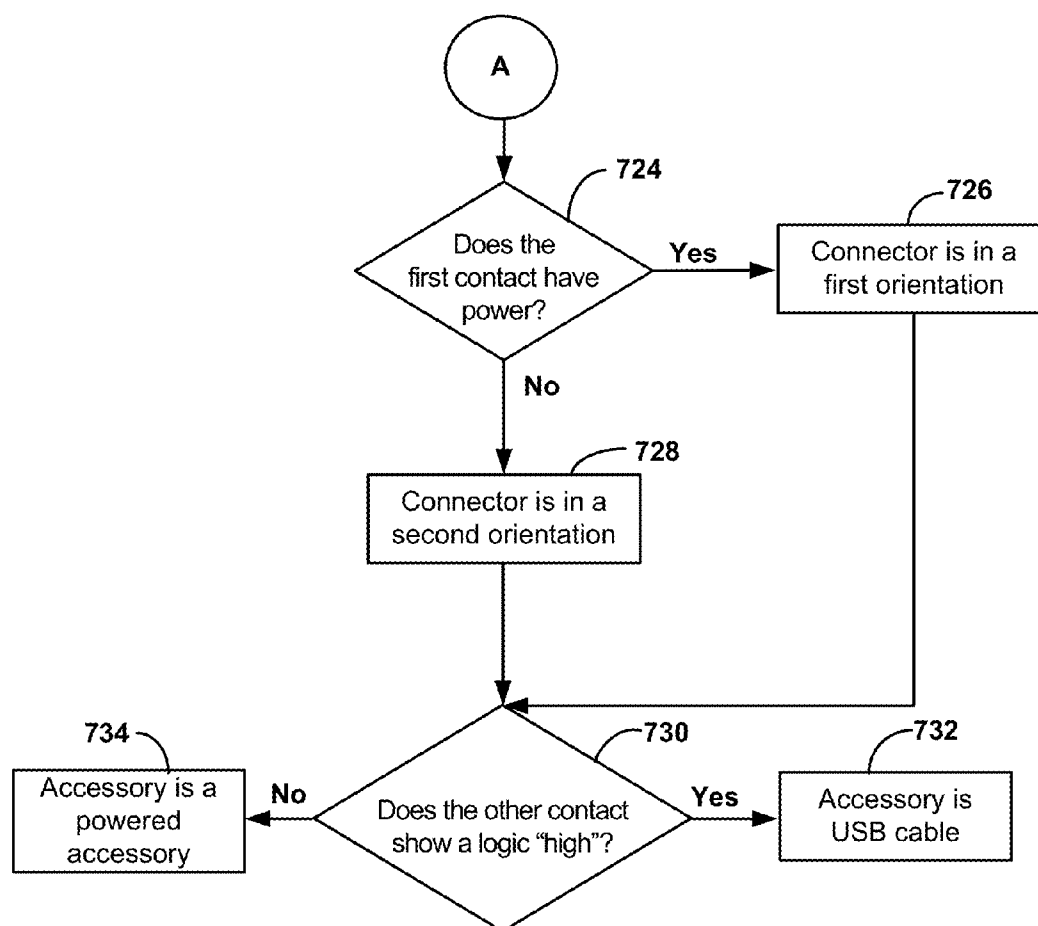 A
724
726
Does the
first contact have
power?
Yes
Connector is in a
first orientation
No
728
Connector is in a
second orientation
734
730
732
Accessory is a
powered
accessory
No
Does the other contact
show a logic “high”?
Yes
Accessory is
USB cable